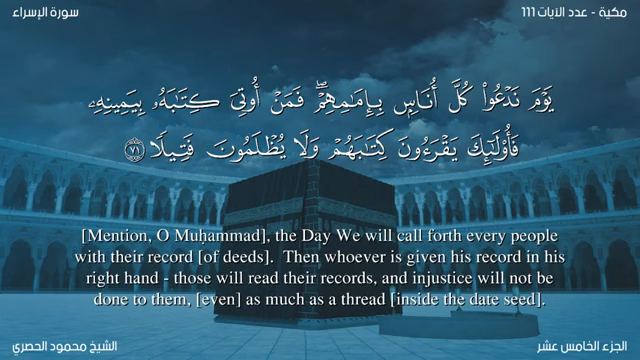 مكية - عدد الآيات 111
سورة الإسراء
يَوْمَ نَدْعُوا۟ كُلَّ أُنَاسٍۭ بِإِمَـٰمِهِمْ ۖ فَمَنْ أُوتِىَ كِتَـٰبَهُۥ بِيَمِينِهِۦ
فَأُو۟لَـٰٓئِكَ يَقْرَءُونَ كِتَـٰبَهُمْ وَلَا يُظْلَمُونَ فَتِيلًا ٧١
[Mention, O Muḥammad], the Day We will call forth every people
with their record [of deeds]. Then whoever is given his record in his
right hand - those will read their records, and injustice will not be
done to them, [even] as much as a thread [inside the date seed].
الجزء الخامس عشر
الشيخ محمود الحصري